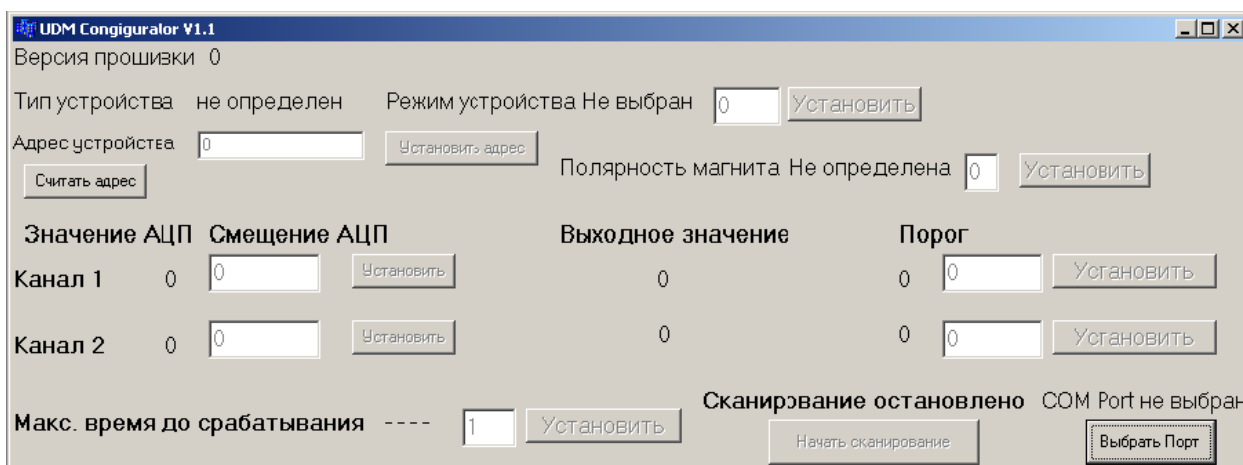 UDM Conguralor V1.1
Версия прошивки 0
Тип устройства не определен Режим устройства Не выбран 0 Установить
Адрес устройства 0 Установить адрес
Полярность магнита Не определена 0 Установить
Считать адрес
Значение АЦП Смещение АЦП Выходное значение Порог
Канал 1 0 0 Установить 0 0 0 Установить
Канал 2 0 0 Установить 0 0 0 Установить
Сканирование остановлено COM Port не выбран
Макс. время до срабатывания ---- 1 Установить
Начать сканирование Выбрать Порт